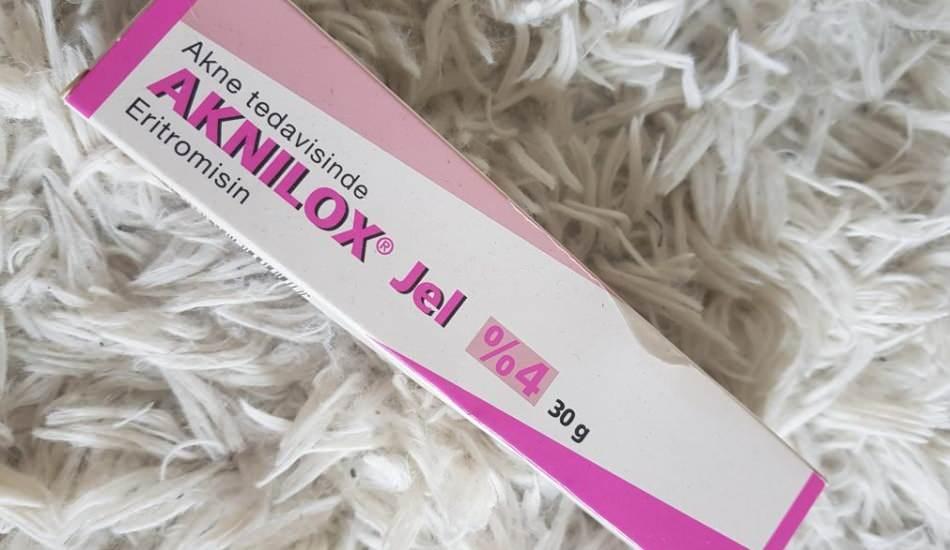 Akne tedavisinde
AKNILOX® Jel %4 30 g
Eritromisin